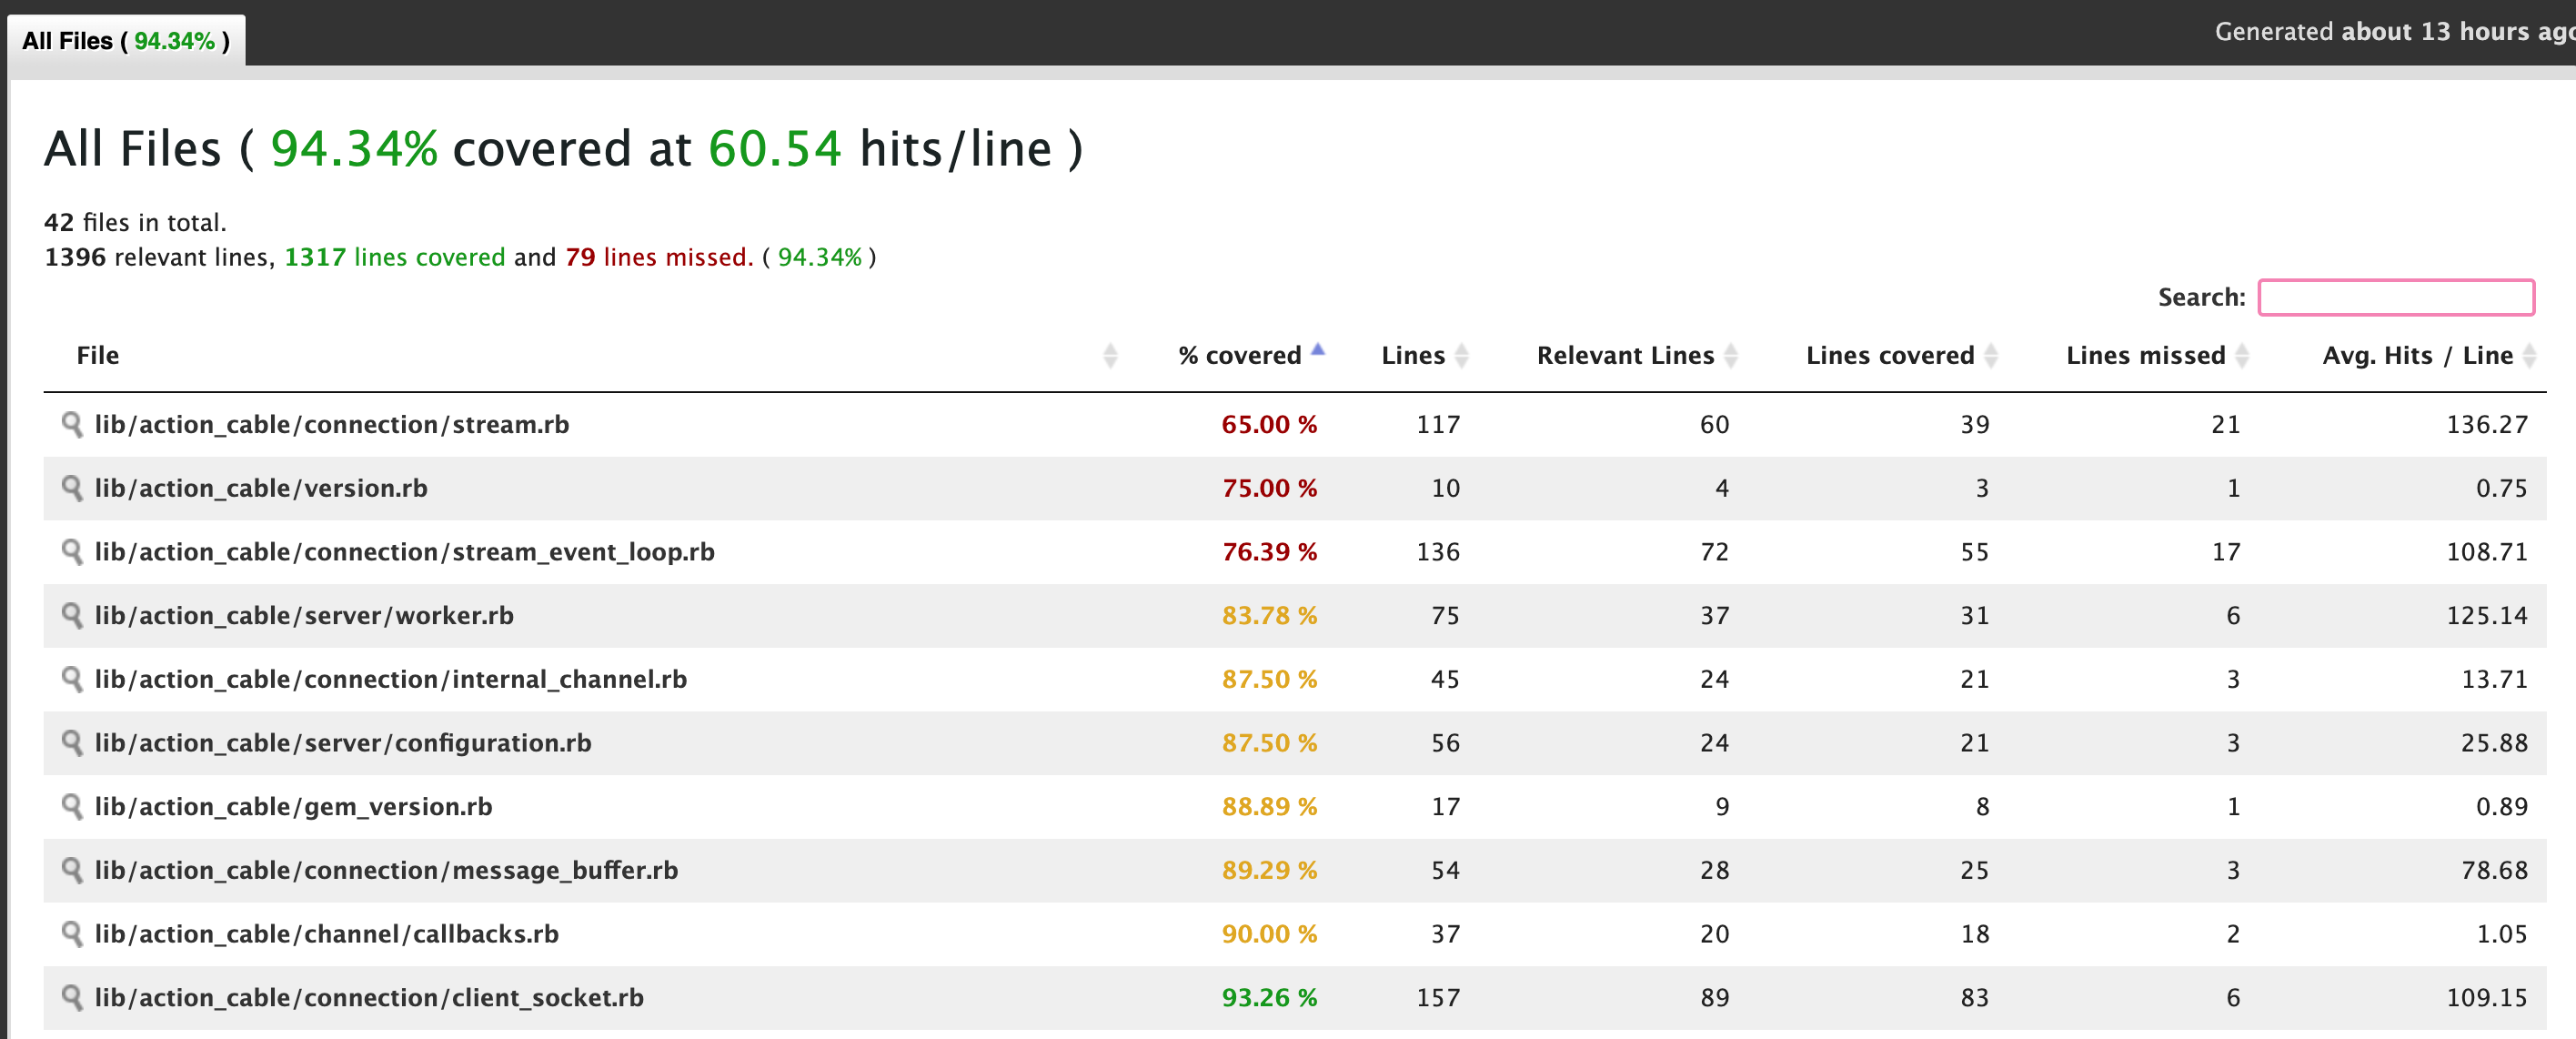 All Files ( 94.34% )
Generated about 13 hours ago
All Files ( 94.34% covered at 60.54 hits/line )
42 files in total.
1396 relevant lines, 1317 lines covered and 79 lines missed. ( 94.34% )
Search:
File % covered Lines Relevant Lines Lines covered Lines missed Avg. Hits / Line
lib/action_cable/connection/stream.rb 65.00 % 117 60 39 21 136.27
lib/action_cable/version.rb 75.00 % 10 4 3 1 0.75
lib/action_cable/connection/stream_event_loop.rb 76.39 % 136 72 55 17 108.71
lib/action_cable/server/worker.rb 83.78 % 75 37 31 6 125.14
lib/action_cable/connection/internal_channel.rb 87.50 % 45 24 21 3 13.71
lib/action_cable/server/configuration.rb 87.50 % 56 24 21 3 25.88
lib/action_cable/gem_version.rb 88.89 % 17 9 8 1 0.89
lib/action_cable/connection/message_buffer.rb 89.29 % 54 28 25 3 78.68
lib/action_cable/channel/callbacks.rb 90.00 % 37 20 18 2 1.05
lib/action_cable/connection/client_socket.rb 93.26 % 157 89 83 6 109.15